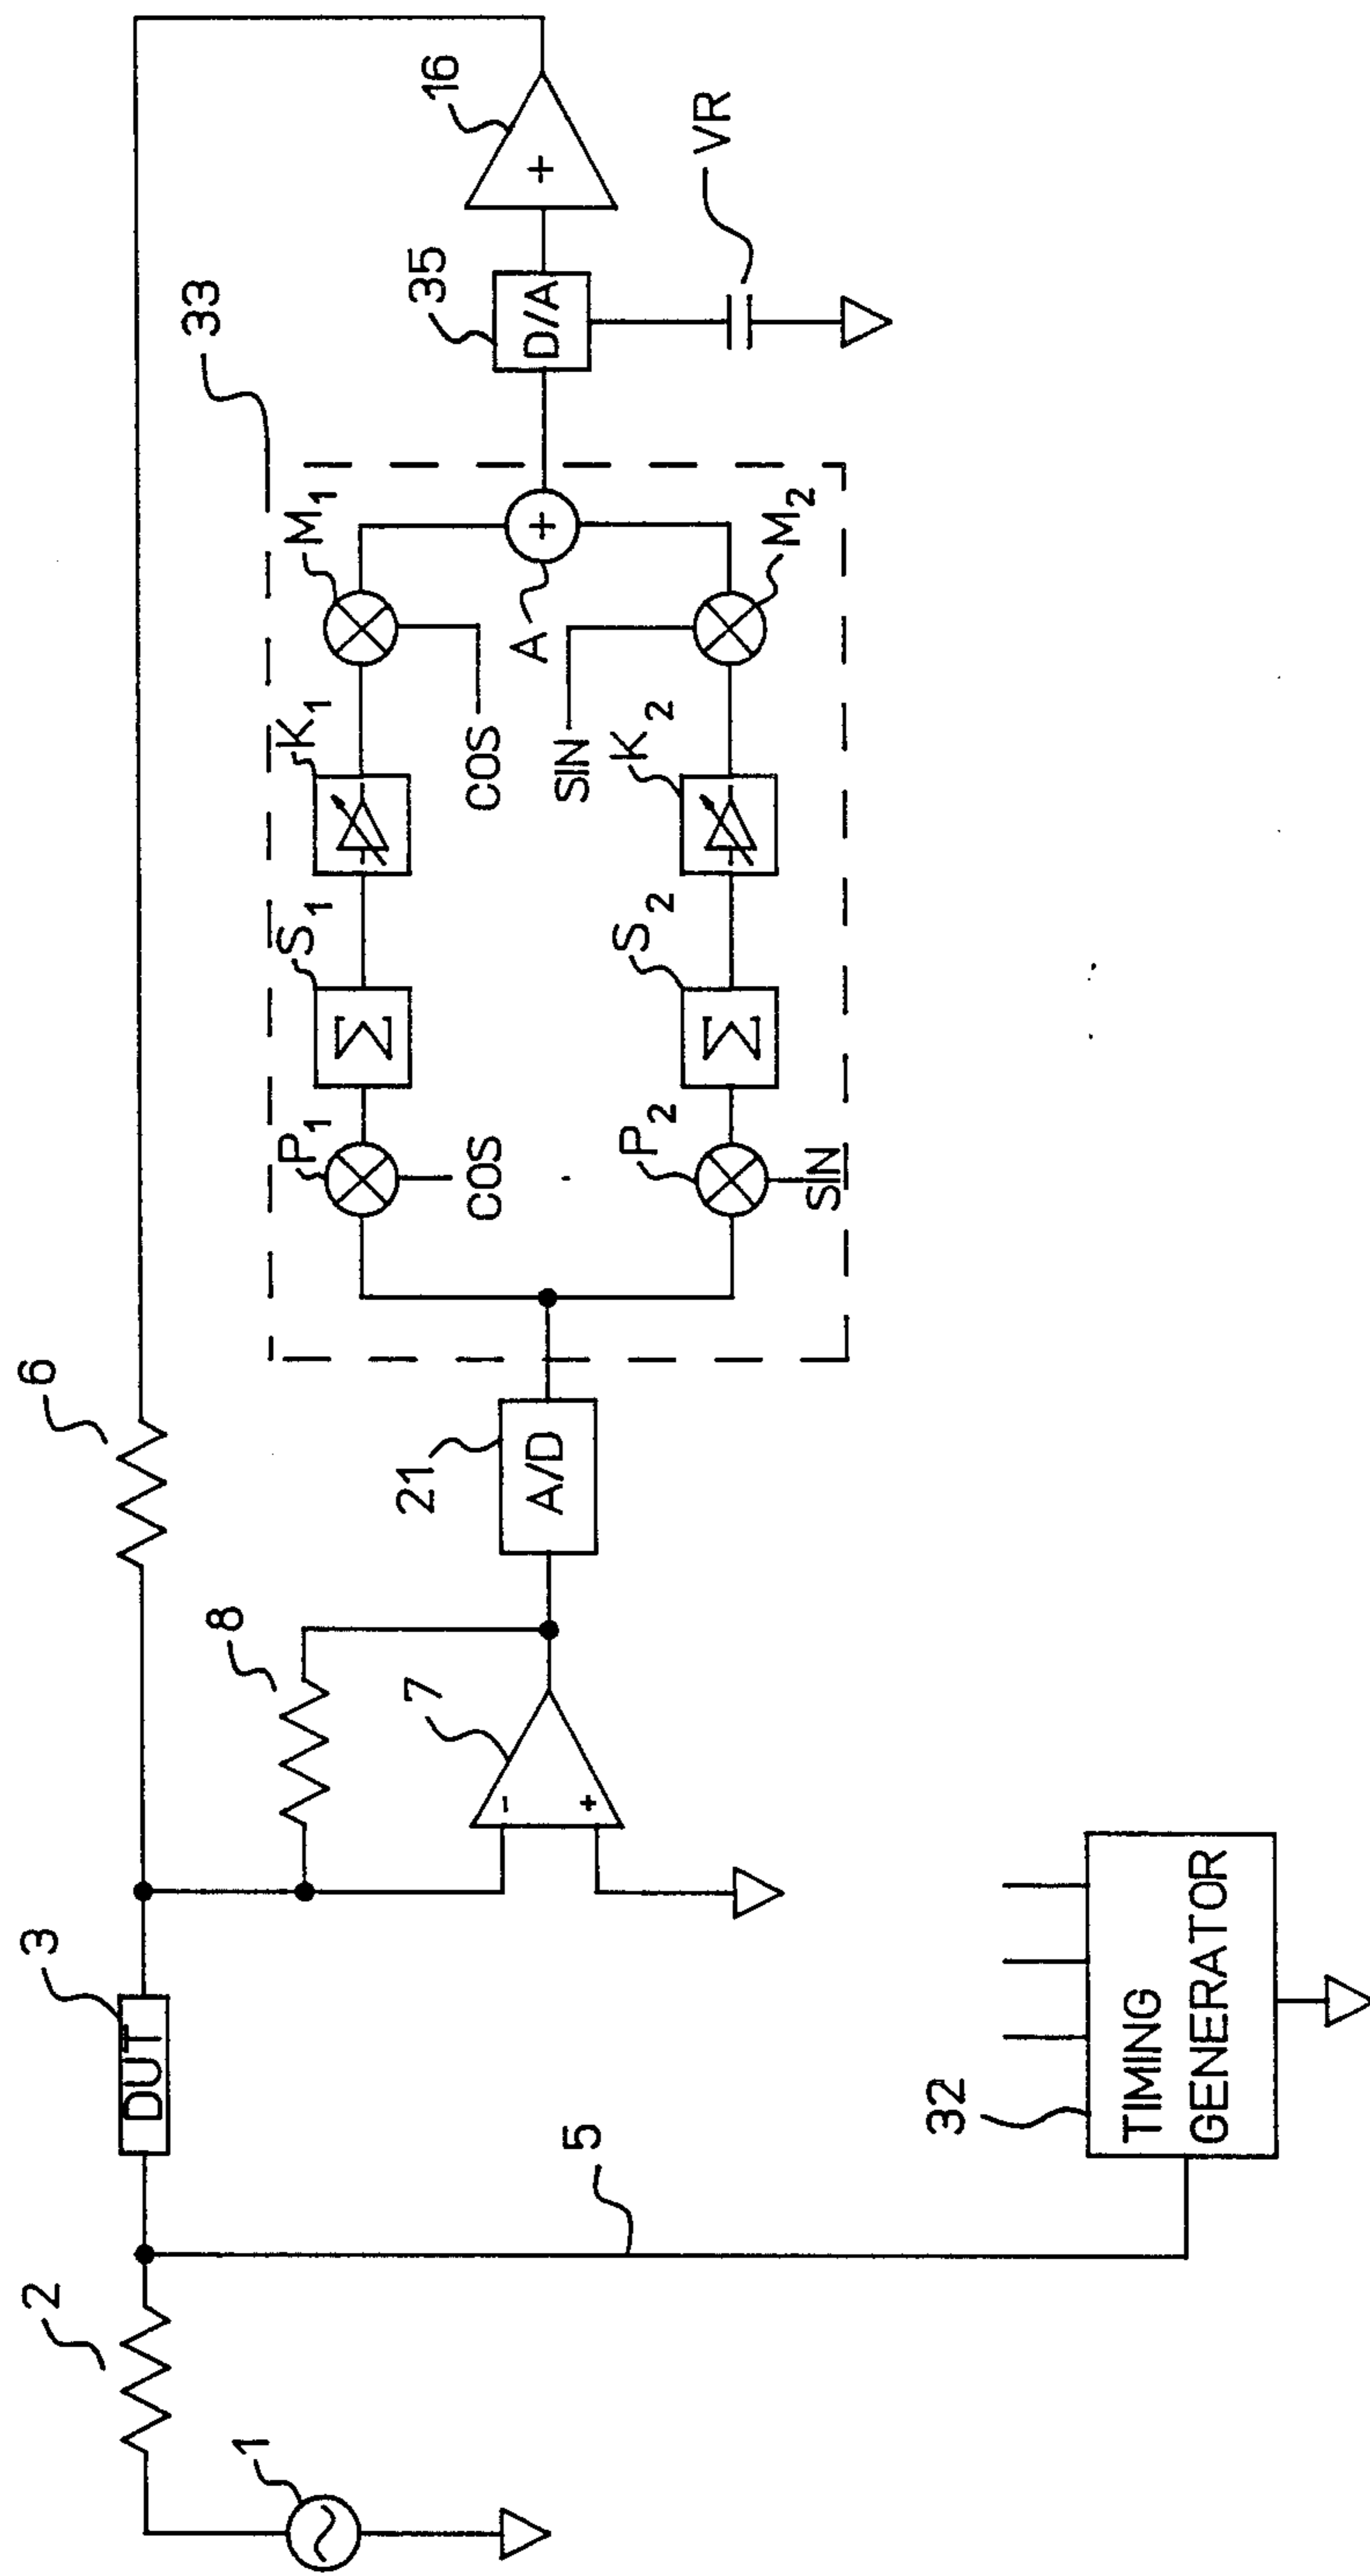 1
2
DUT
3
5
32
TIMING
GENERATOR
6
8
7
-
+
21
A/D
33
P1
COS
S1
Σ
K1
COS
M1
P2
SIN
S2
Σ
K2
SIN
M2
+
A
35
D/A
VR
16
+